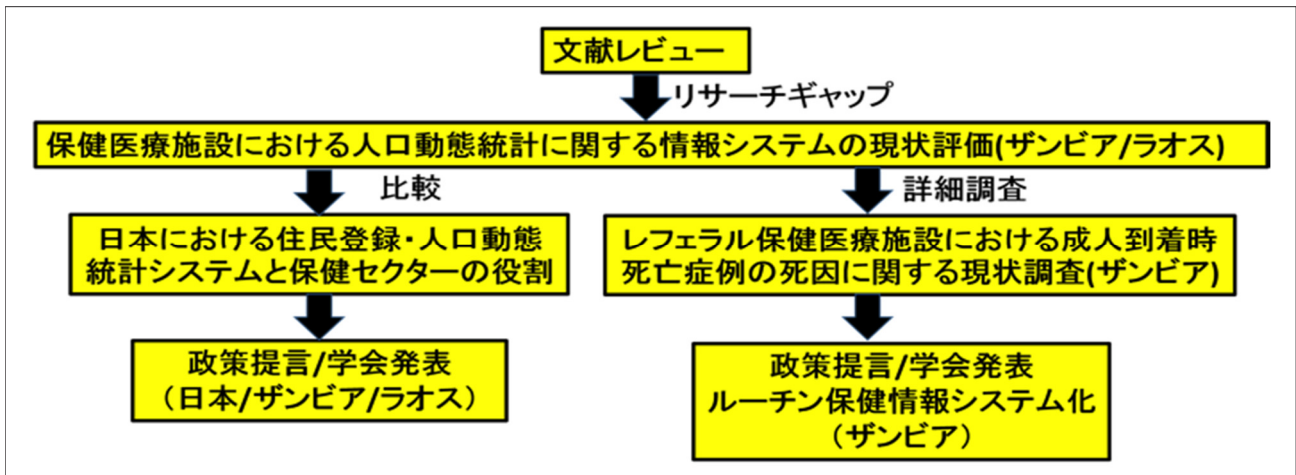 文献レビュー
リサーチギャップ
保健医療施設における人口動態統計に関する情報システムの現状評価(ザンビア/ラオス)
比較
詳細調査
日本における住民登録・人口動態
統計システムと保健セクターの役割
レフェラル保健医療施設における成人到着時
死亡症例の死因に関する現状調査(ザンビア)
政策提言/学会発表
（日本/ザンビア/ラオス）
政策提言/学会発表
ルーチン保健情報システム化
（ザンビア）